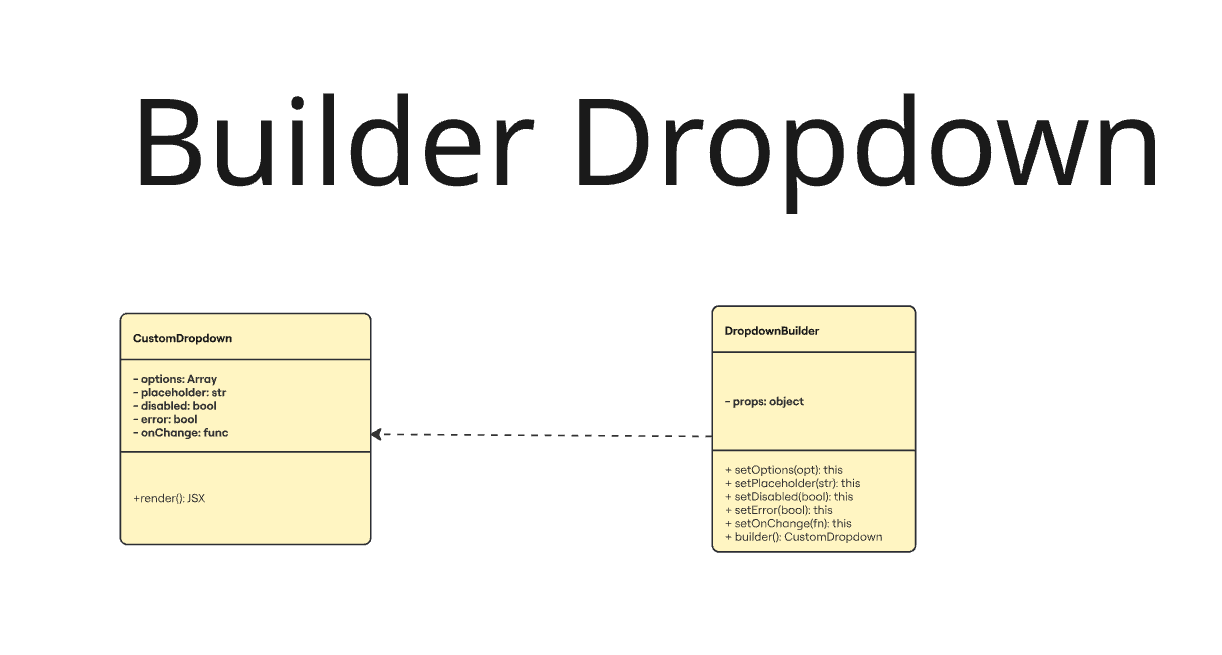 Builder Dropdown
CustomDropdown
- options: Array
- placeholder: str
- disabled: bool
- error: bool
- onChange: func
+render(): JSX
DropdownBuilder
- props: object
+ setOptions(opt): this
+ setPlaceholder(str): this
+ setDisabled(bool): this
+ setError(bool): this
+ setOnChange(fn): this
+ builder(): CustomDropdown